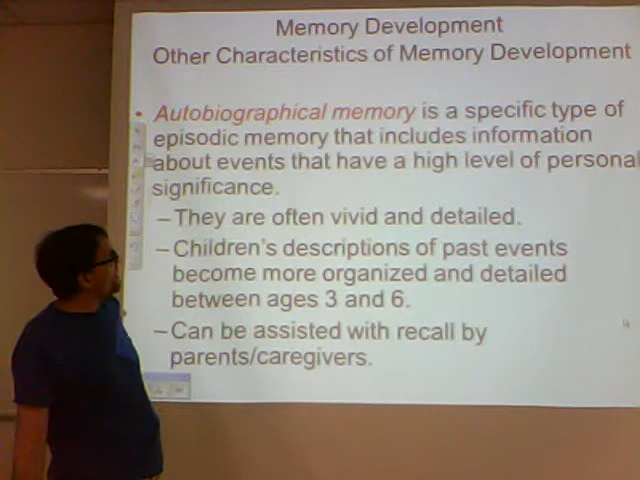 Memory Development
Other Characteristics of Memory Development
• Autobiographical memory is a specific type of
episodic memory that includes information
about events that have a high level of personal
significance.
–They are often vivid and detailed.
–Children's descriptions of past events
become more organized and detailed
between ages 3 and 6.
–Can be assisted with recall by
parents/caregivers.